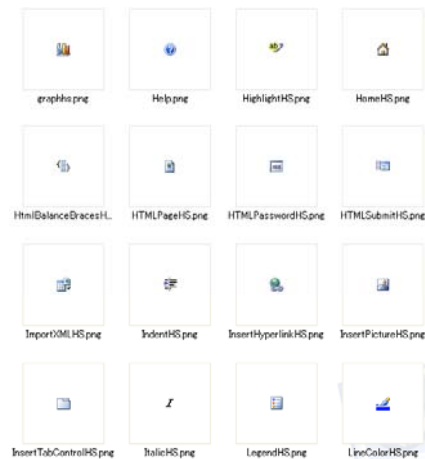 graphhs.png
Help.png
HighlightHS.png
HomeHS.png
HtmlBalanceBracesH...
HTMLPageHS.png
HTMLPasswordHS.png
HTMLSubmitHS.png
ImportXMLHS.png
IndentHS.png
InsertHyperlinkHS.png
InsertPictureHS.png
InsertTabControlHS.png
ItalicHS.png
LegendHS.png
LineColorHS.png